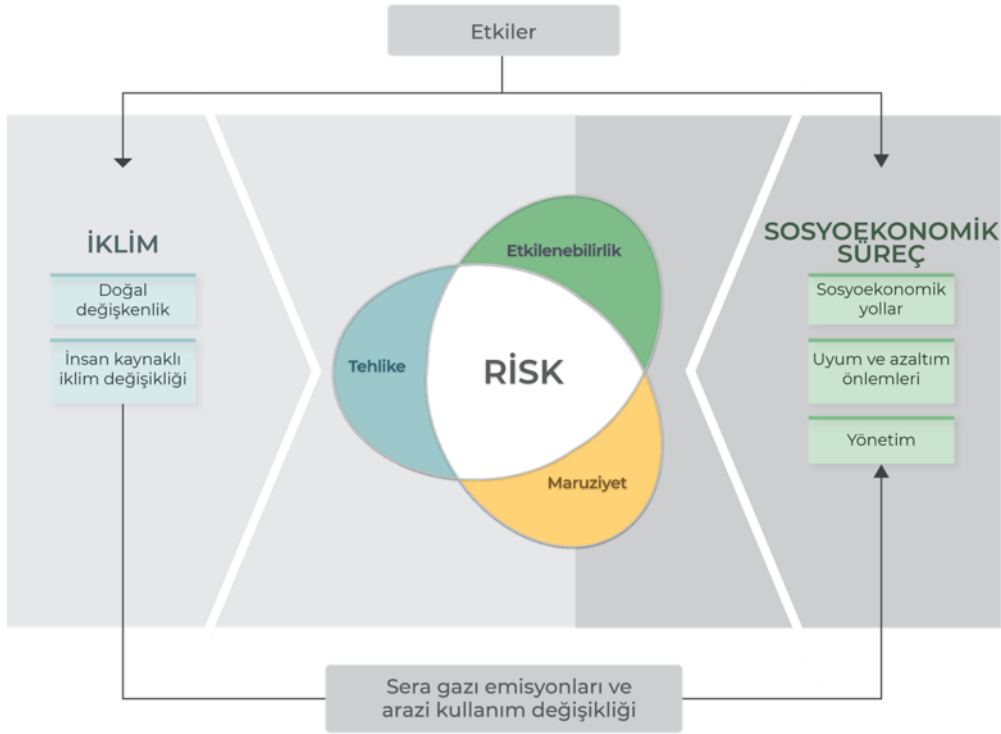 Etkiler
İKLİM
Doğal
değişkenlik
İnsan kaynaklı
iklim değişikliği
Etkilenebilirlik
Tehlike
RİSK
Maruziyet
SOSYOEKONOMİK
SÜREÇ
Sosyoekonomik
yollar
Uyum ve azaltım
önlemleri
Yönetim
Sera gazı emisyonları ve
arazi kullanım değişikliği